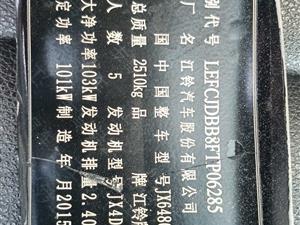 别代号 LEFCJDBB8FTP06285
厂名 江铃汽车股份有限公司
国 中国 整车型号 JX648
总质量 2510kg 品牌 江铃
人数 5 发动机型号 JX4D
大净功率 103kW 发动机排量 2.40
定功率 101kW 制造年月 2015